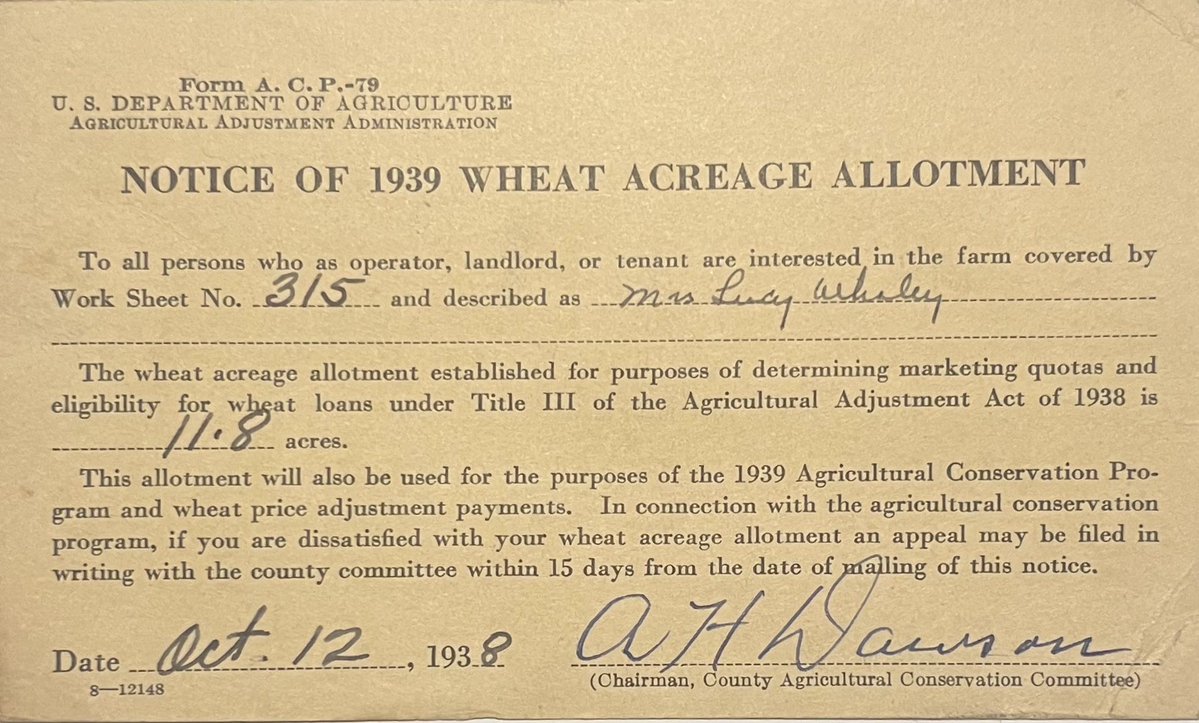 Form A. C. P.-79
U. S. DEPARTMENT OF AGRICULTURE
AGRICULTURAL ADJUSTMENT ADMINISTRATION
NOTICE OF 1939 WHEAT ACREAGE ALLOTMENT
To all persons who as operator, landlord, or tenant are interested in the farm covered by
Work Sheet No. 315 and described as Mrs Lucy Whaley
The wheat acreage allotment established for purposes of determining marketing quotas and
eligibility for wheat loans under Title III of the Agricultural Adjustment Act of 1938 is
11.8 acres.
This allotment will also be used for the purposes of the 1939 Agricultural Conservation Pro-
gram and wheat price adjustment payments. In connection with the agricultural conservation
program, if you are dissatisfied with your wheat acreage allotment an appeal may be filed in
writing with the county committee within 15 days from the date of mailing of this notice.
Date Oct. 12, 1938 A H Dawson
8—12148 (Chairman, County Agricultural Conservation Committee)